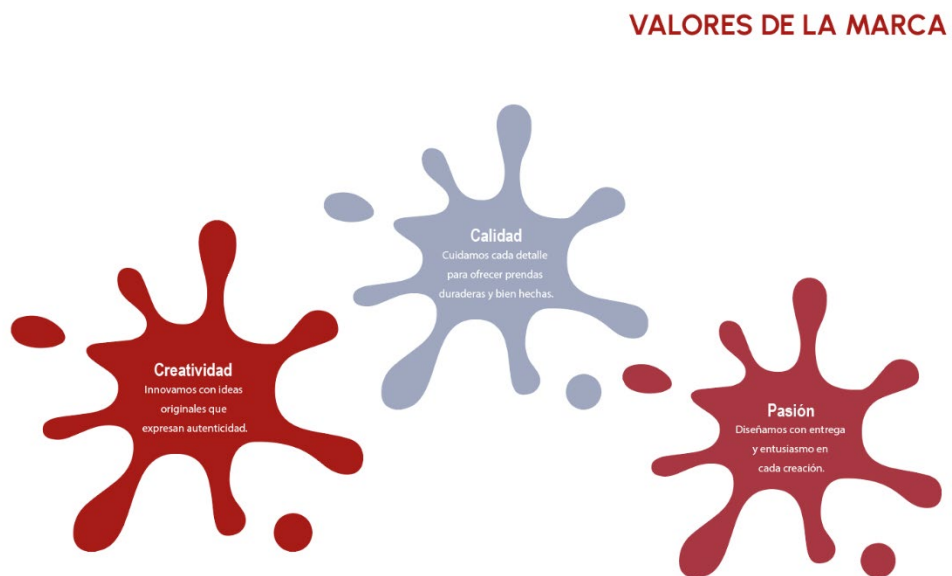 VALORES DE LA MARCA
Creatividad
Innovamos con ideas
originales que
expresan autenticidad.
Calidad
Cuidamos cada detalle
para ofrecer prendas
duraderas y bien hechas.
Pasión
Diseñamos con entrega
y entusiasmo en
cada creación.